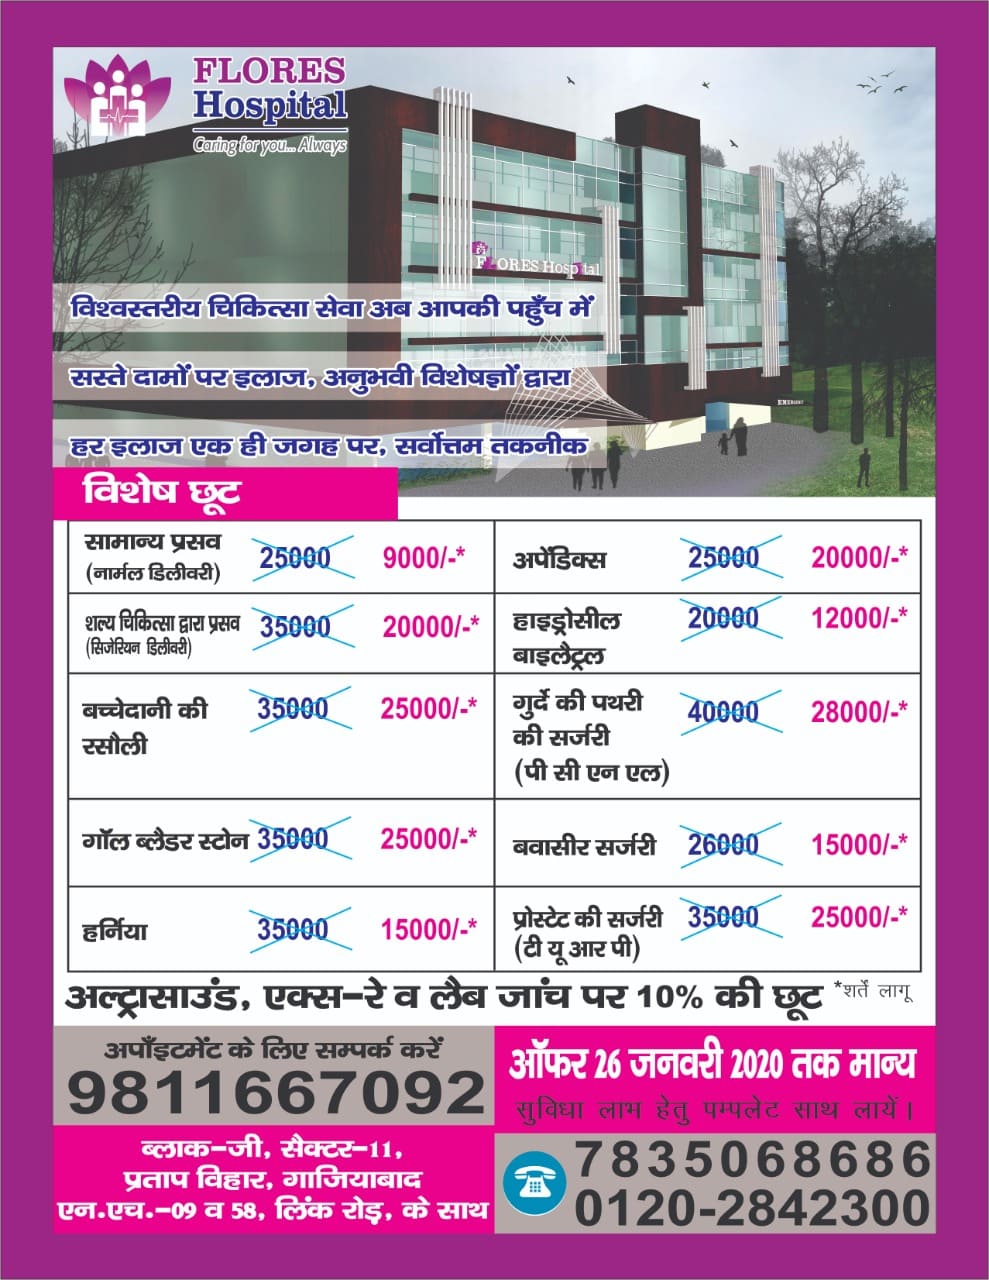 FLORES
Hospital
Caring for you... Always
FLORES Hospital
EMERGENCY
विश्वस्तरीय चिकित्सा सेवा अब आपकी पहुँच में
सस्ते दामों पर इलाज, अनुभवी विशेषज्ञों द्वारा
हर इलाज एक ही जगह पर, सर्वोत्तम तकनीक
विशेष छूट
सामान्य प्रसव 25000 9000/-*
(नार्मल डिलीवरी)
अपेंडिक्स 25000 20000/-*
शल्य चिकित्सा द्वारा प्रसव 35000 20000/-*
(सिजेरियन डिलीवरी)
हाइड्रोसील 20000 12000/-*
बाइलैट्रल
बच्चेदानी की 35000 25000/-*
रसौली
गुर्दे की पथरी 40000 28000/-*
की सर्जरी
(पी सी एन एल)
गॉल ब्लैडर स्टोन 35000 25000/-*
बवासीर सर्जरी 26000 15000/-*
हर्निया 35000 15000/-*
प्रोस्टेट की सर्जरी 35000 25000/-*
(टी यू आर पी)
अल्ट्रासाउंड, एक्स-रे व लैब जांच पर 10% की छूट *शर्ते लागू
अपॉंइटमेंट के लिए सम्पर्क करें
9811667092
ऑफर 26 जनवरी 2020 तक मान्य
सुविधा लाभ हेतु पम्पलेट साथ लायें।
ब्लाक-जी, सैक्टर-11,
प्रताप विहार, गाजियाबाद
एन.एच.-09 व 58, लिंक रोड़, के साथ
7835068686
0120-2842300